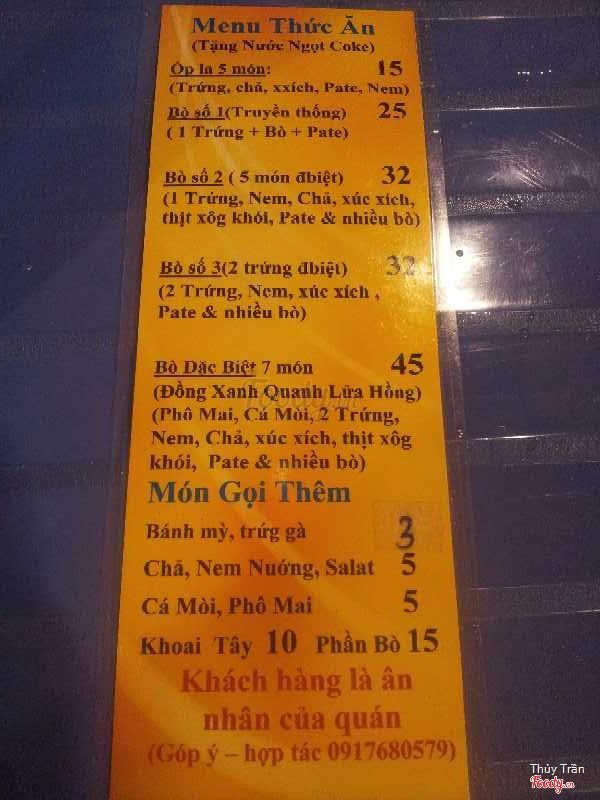 Menu Thức Ăn
(Tặng Nước Ngọt Coke)
Ốp la 5 món: 15
(Trứng, chả, xxích, Pate, Nem)
Bò số 1(Truyền thống) 25
( 1 Trứng + Bò + Pate)
Bò số 2 ( 5 món đbiệt) 32
(1 Trứng, Nem, Chả, xúc xích,
thịt xôg khói, Pate & nhiều bò)
Bò số 3(2 trứng đbiệt) 32
(2 Trứng, Nem, xúc xích ,
Pate & nhiều bò)
Bò Đặc Biệt 7 món 45
(Đồng Xanh Quanh Lửa Hồng)
(Phô Mai, Cá Mòi, 2 Trứng,
Nem, Chả, xúc xích, thịt xôg
khói, Pate & nhiều bò)
Món Gọi Thêm
Bánh mỳ, trứg gà 3
Chả, Nem Nướng, Salat 5
Cá Mòi, Phô Mai 5
Khoai Tây 10 Phần Bò 15
Khách hàng là ân
nhân của quán
(Góp ý – hợp tác 0917680579)
Thủy Trần
Foody.vn